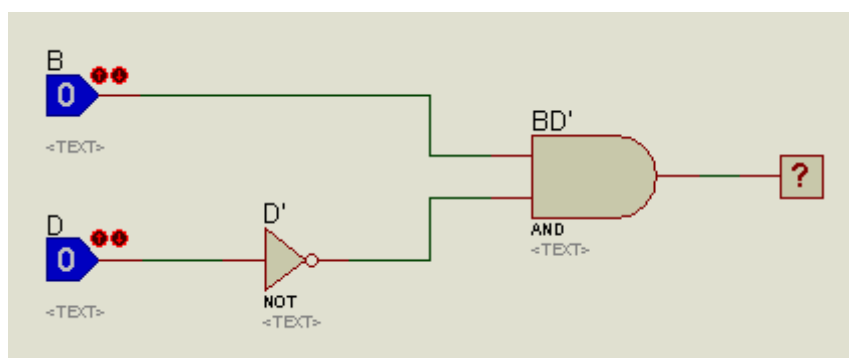 B
0
<TEXT>
D
0
<TEXT>
D'
NOT
<TEXT>
BD'
AND
<TEXT>
?